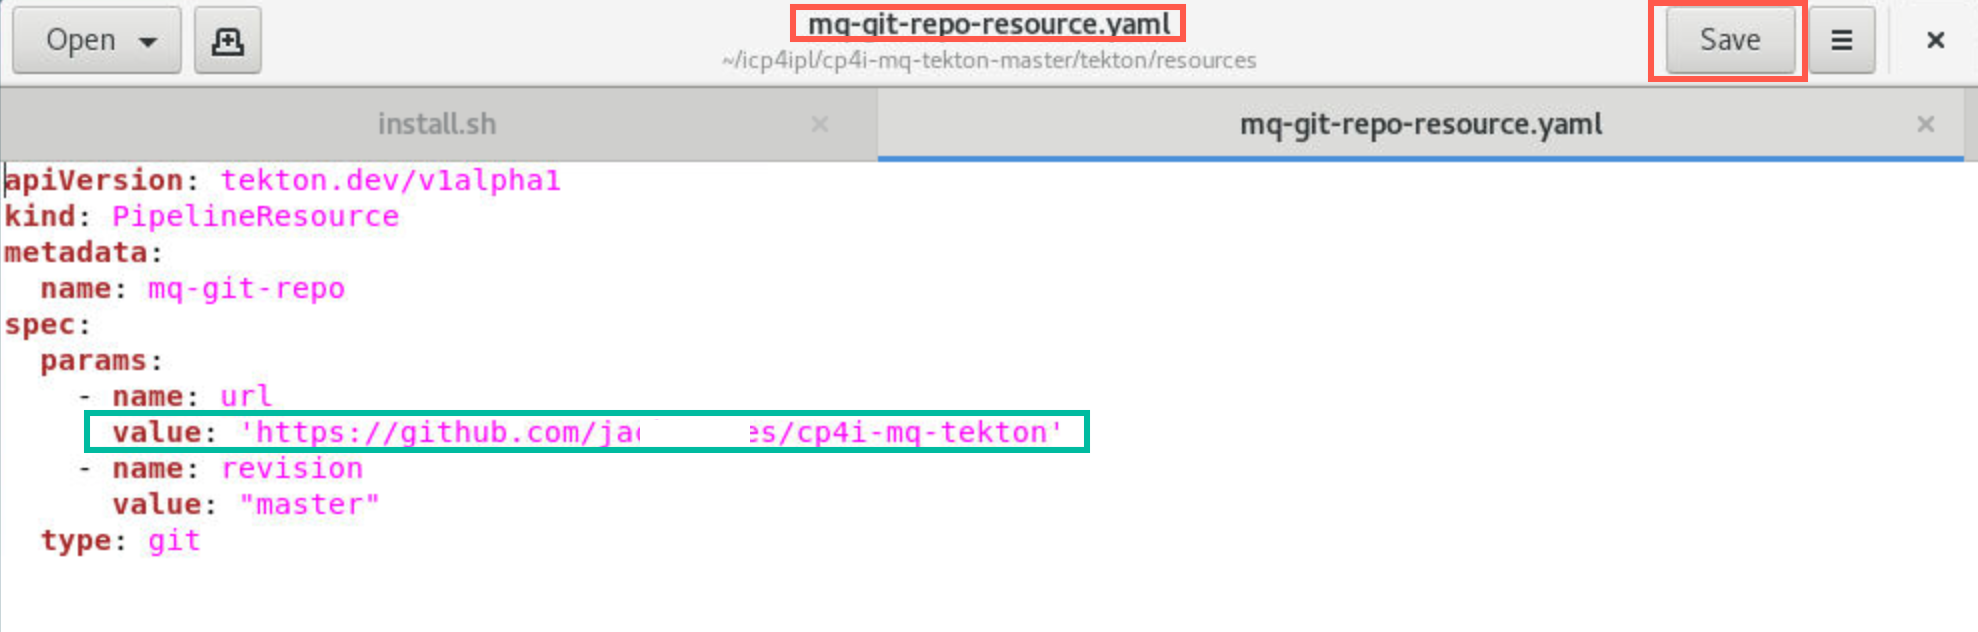 Open
mq-git-repo-resource.yaml
~/icp4ipl/cp4i-mq-tekton-master/tekton/resources
Save
install.sh
mq-git-repo-resource.yaml
apiVersion: tekton.dev/v1alpha1
kind: PipelineResource
metadata:
  name: mq-git-repo
spec:
  params:
    - name: url
      value: 'https://github.com/ja es/cp4i-mq-tekton'
    - name: revision
      value: "master"
  type: git